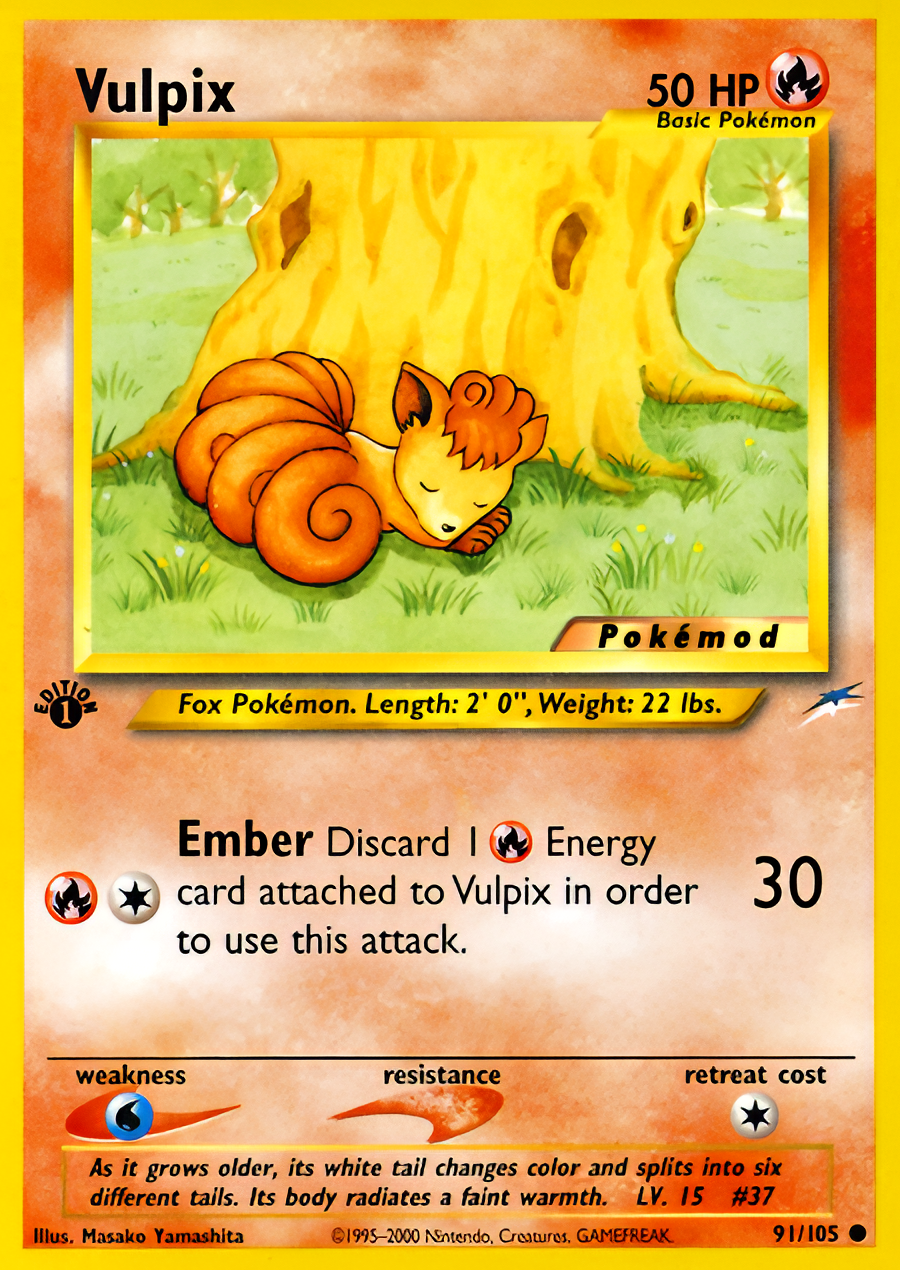 Vulpix
50 HP
Basic Pokémon
Pokémod
EDITION
1
Fox Pokémon. Length: 2' 0", Weight: 22 lbs.
Ember Discard 1 Energy
card attached to Vulpix in order
to use this attack.
30
weakness resistance retreat cost
As it grows older, its white tail changes color and splits into six
different tails. Its body radiates a faint warmth. LV. 15 #37
Illus. Masako Yamashita ©1995-2000 Nintendo, Creatures, GAMEFREAK 91/105